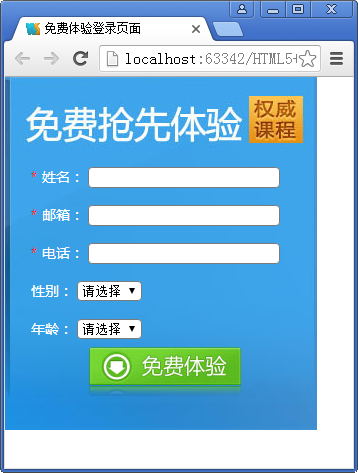 免费体验登录页面
localhost:63342/HTML5
免费抢先体验
权威
课程
* 姓名：
* 邮箱：
* 电话：
性别： 请选择
年龄： 请选择
免费体验